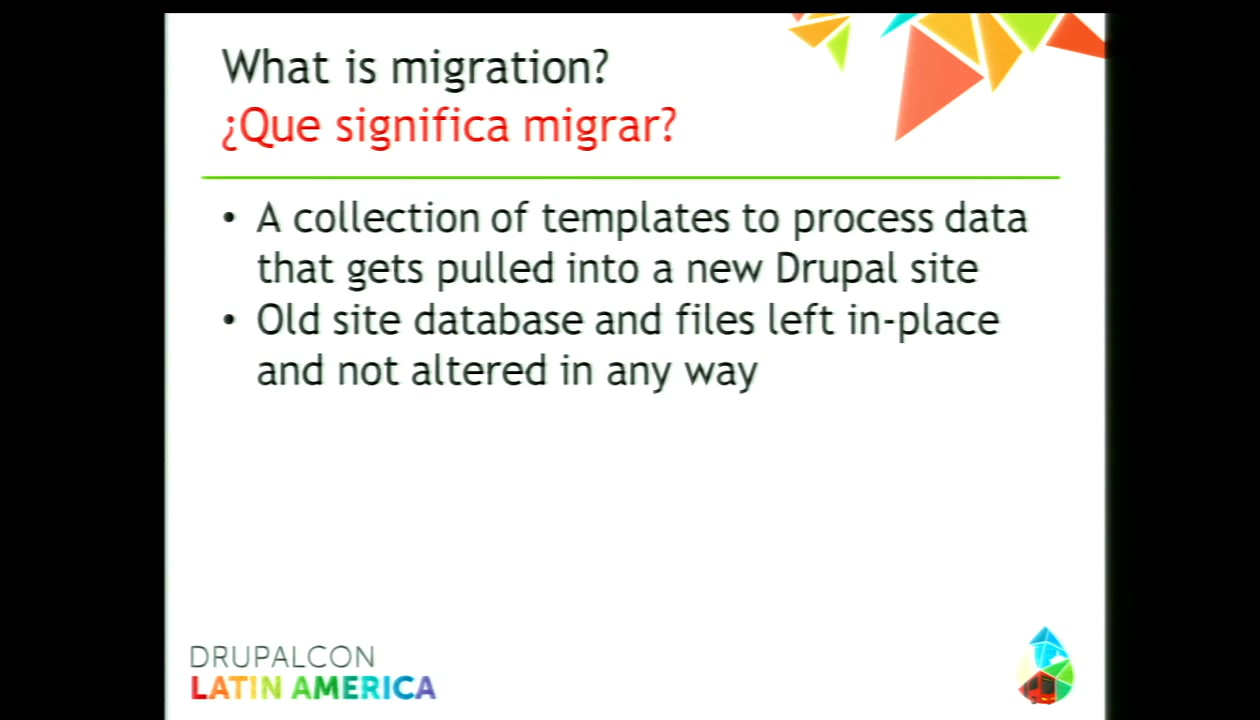 What is migration?
¿Que significa migrar?
• A collection of templates to process data
that gets pulled into a new Drupal site
• Old site database and files left in-place
and not altered in any way
DRUPALCON
LATIN AMERICA